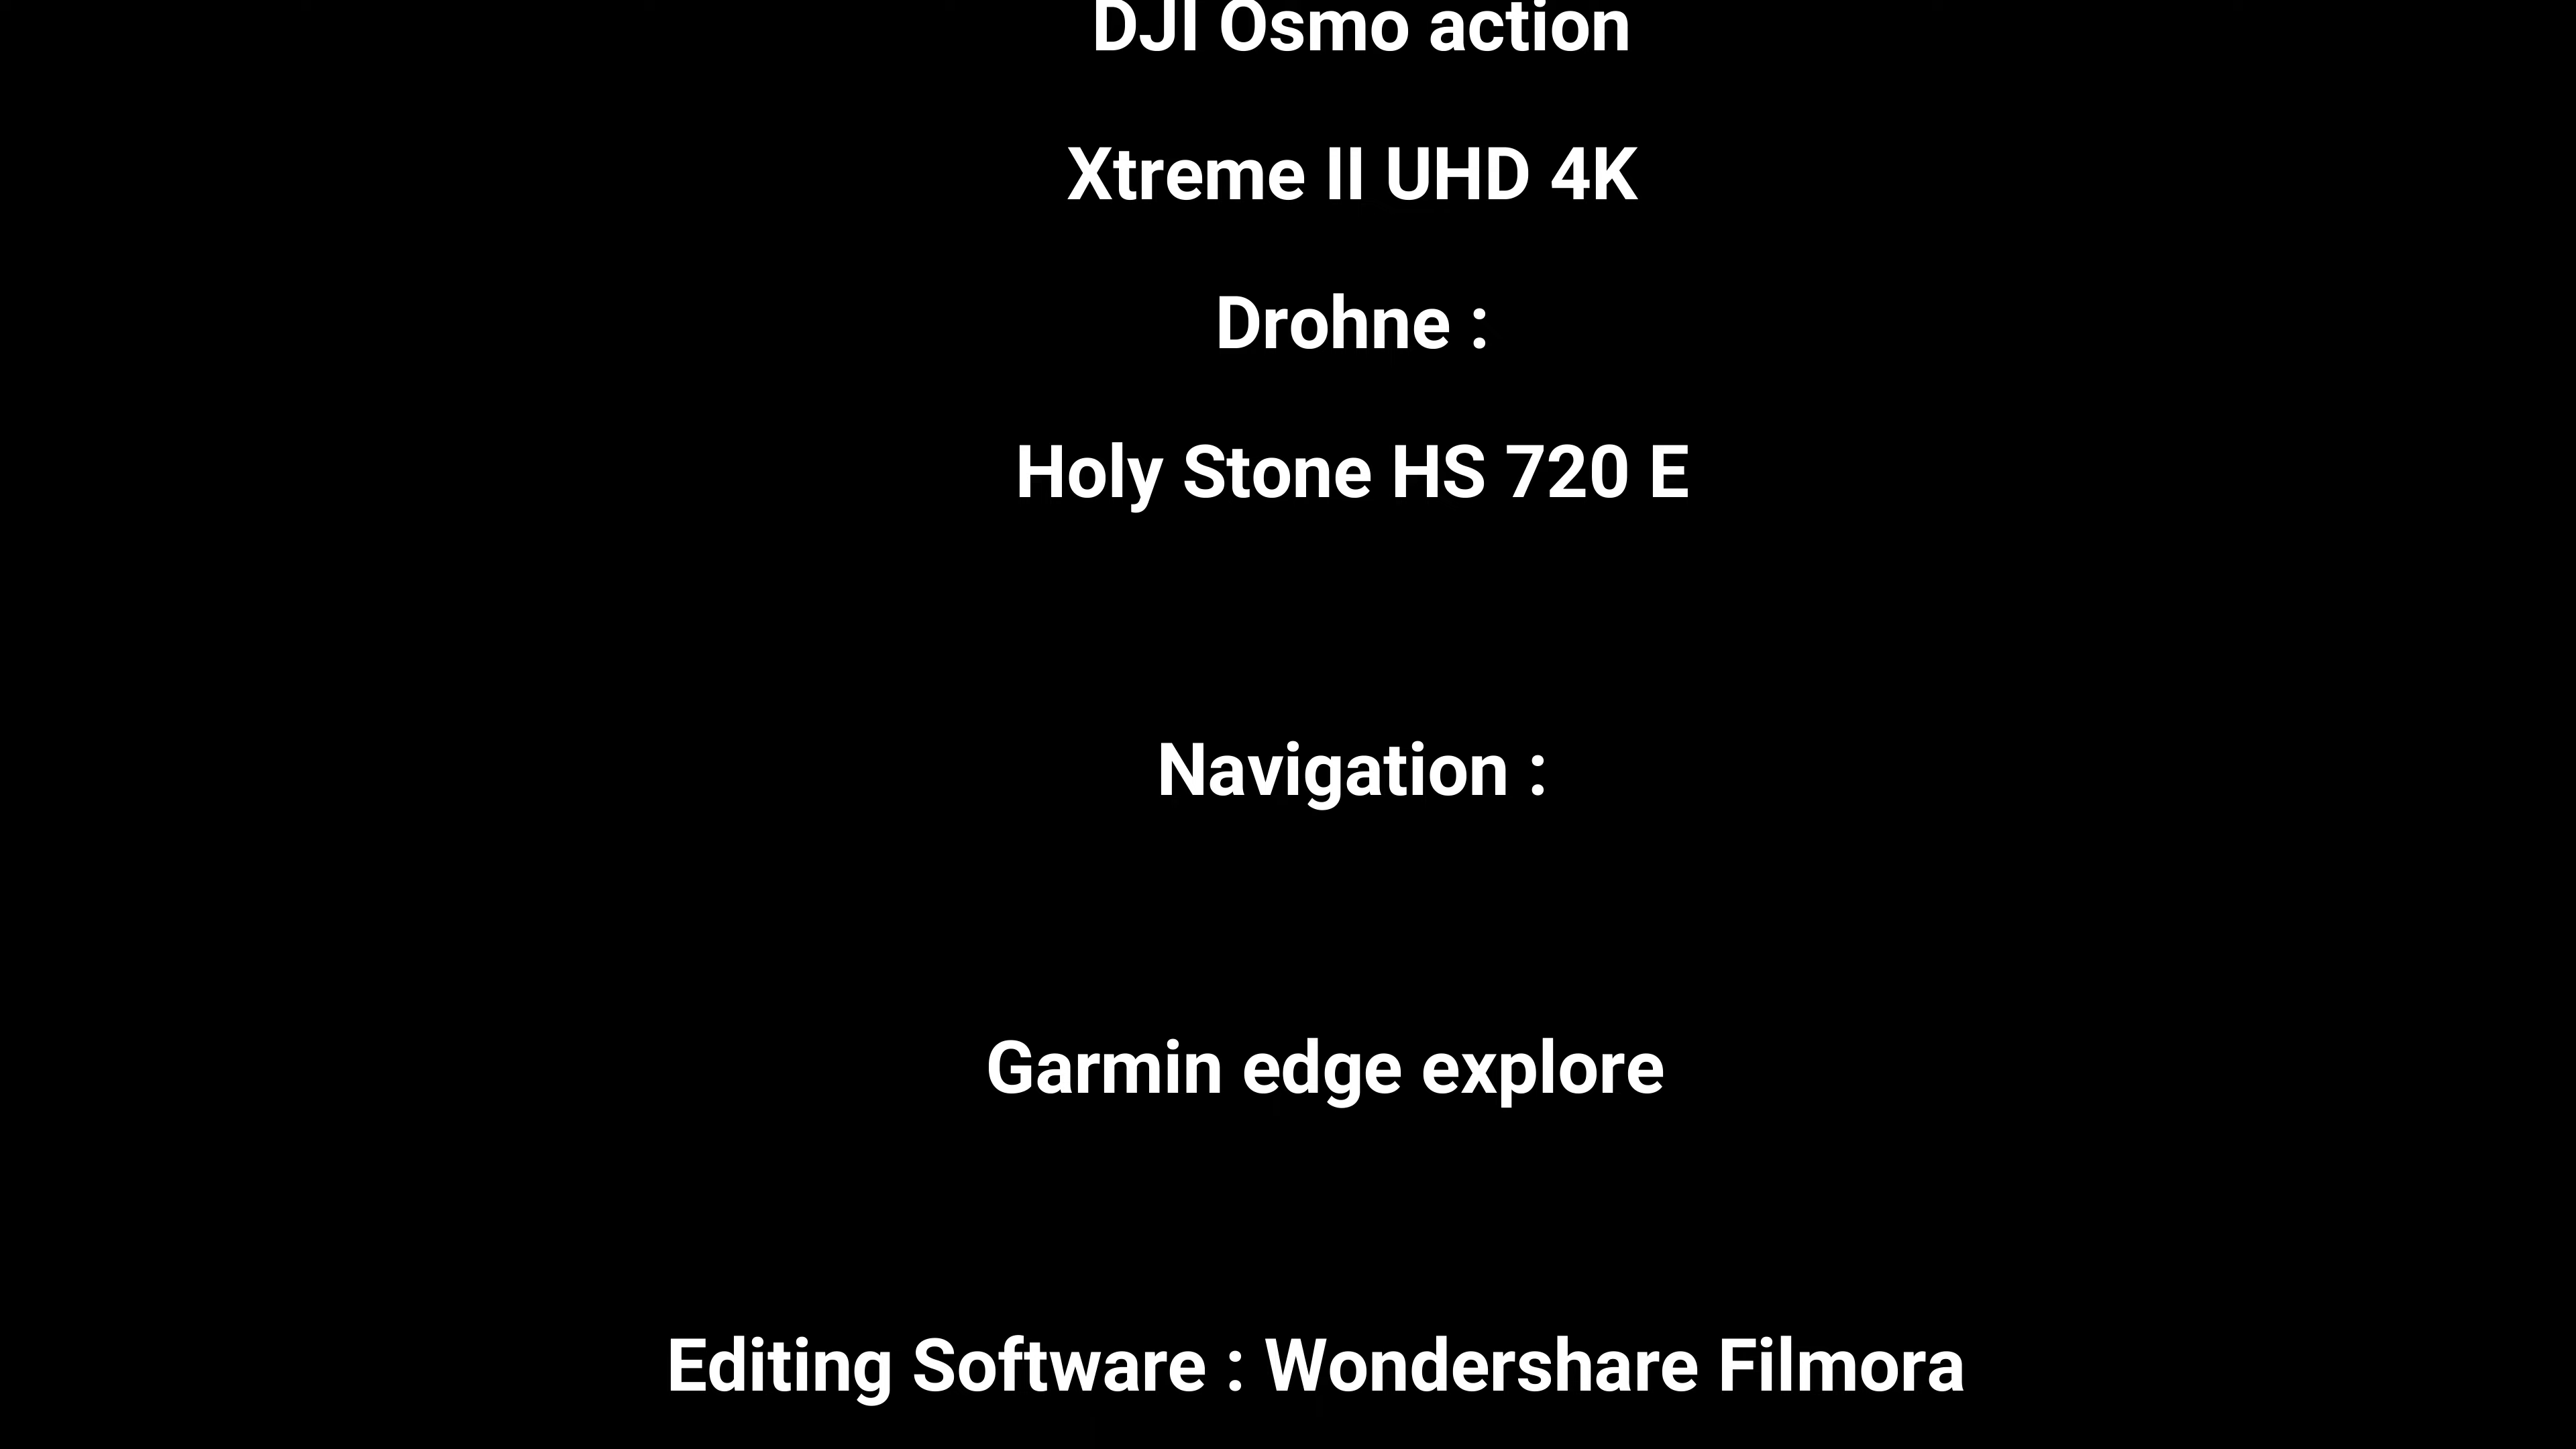 DJI Osmo action
Xtreme II UHD 4K
Drohne :
Holy Stone HS 720 E
Navigation :
Garmin edge explore
Editing Software : Wondershare Filmora